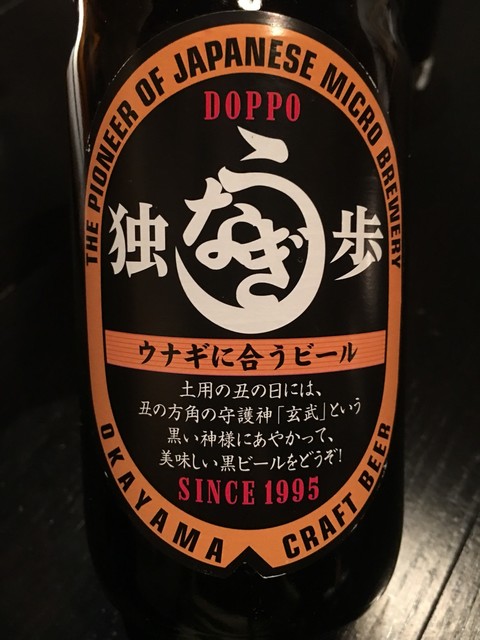 THE PIONEER OF JAPANESE MICRO BREWERY
DOPPO
独歩
うなぎ
ウナギに合うビール
土用の丑の日には、
丑の方角の守護神「玄武」という
黒い神様にあやかって、
美味しい黒ビールをどうぞ!
SINCE 1995
OKAYAMA CRAFT BEER